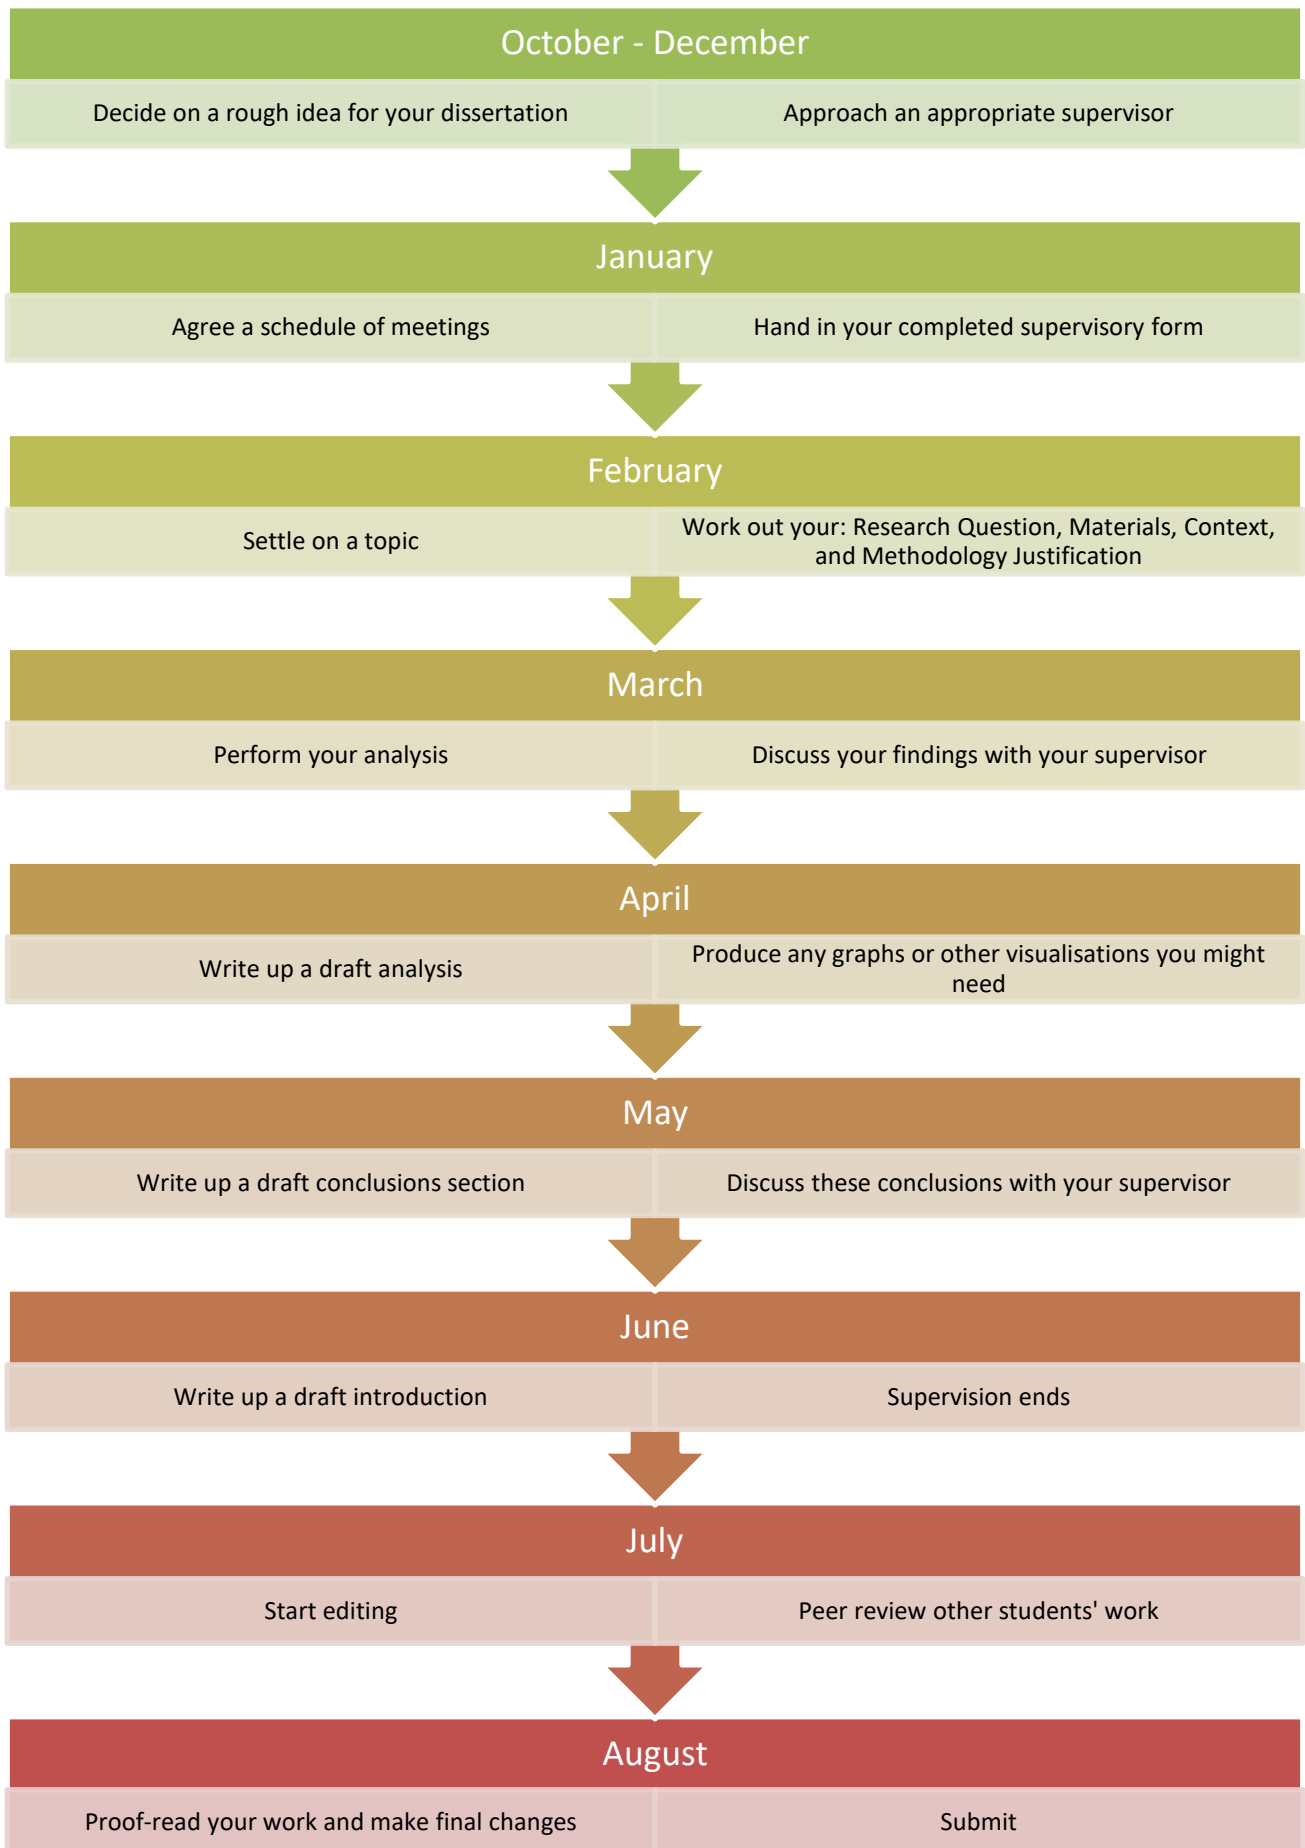 October - December
Decide on a rough idea for your dissertation
Approach an appropriate supervisor
January
Agree a schedule of meetings
Hand in your completed supervisory form
February
Settle on a topic
Work out your: Research Question, Materials, Context,
and Methodology Justification
March
Perform your analysis
Discuss your findings with your supervisor
April
Write up a draft analysis
Produce any graphs or other visualisations you might
need
May
Write up a draft conclusions section
Discuss these conclusions with your supervisor
June
Write up a draft introduction
Supervision ends
July
Start editing
Peer review other students' work
August
Proof-read your work and make final changes
Submit